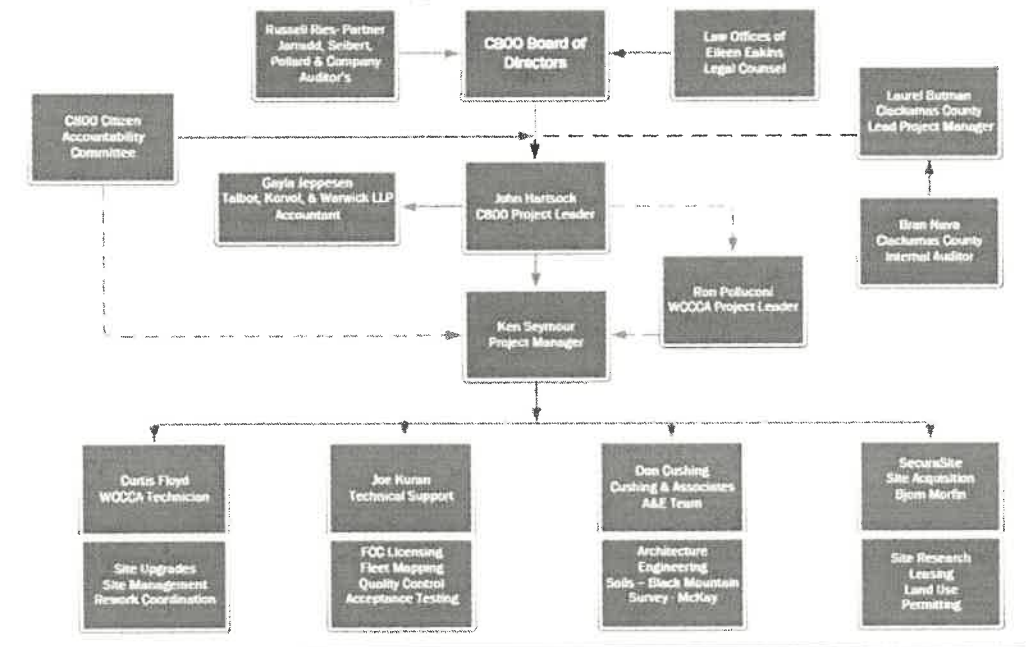 Russell Ries- Partner
Jarradd, Seibert,
Pollard & Company
Auditor's
C800 Board of
Directors
Law Offices of
Eileen Eakins
Legal Counsel
Laurel Butman
Clackamas County
Lead Project Manager
C800 Citizen
Accountability
Committee
Gayla Jeppesen
Talbot, Korvol, & Warwick LLP
Accountant
John Hartsock
C800 Project Leader
Bran Nava
Clackamas County
Internal Auditor
Ron Polluconi
WCCCA Project Leader
Ken Seymour
Project Manager
Curtis Floyd
WCCCA Technician
Joe Kuran
Technical Support
Don Cushing
Cushing & Associates
A&E Team
SecuraSite
Site Acquisition
Bjorn Morfin
Site Upgrades
Site Management
Rework Coordination
FCC Licensing
Fleet Mapping
Quality Control
Acceptance Testing
Architecture
Engineering
Soils – Black Mountain
Survey - McKay
Site Research
Leasing
Land Use
Permitting